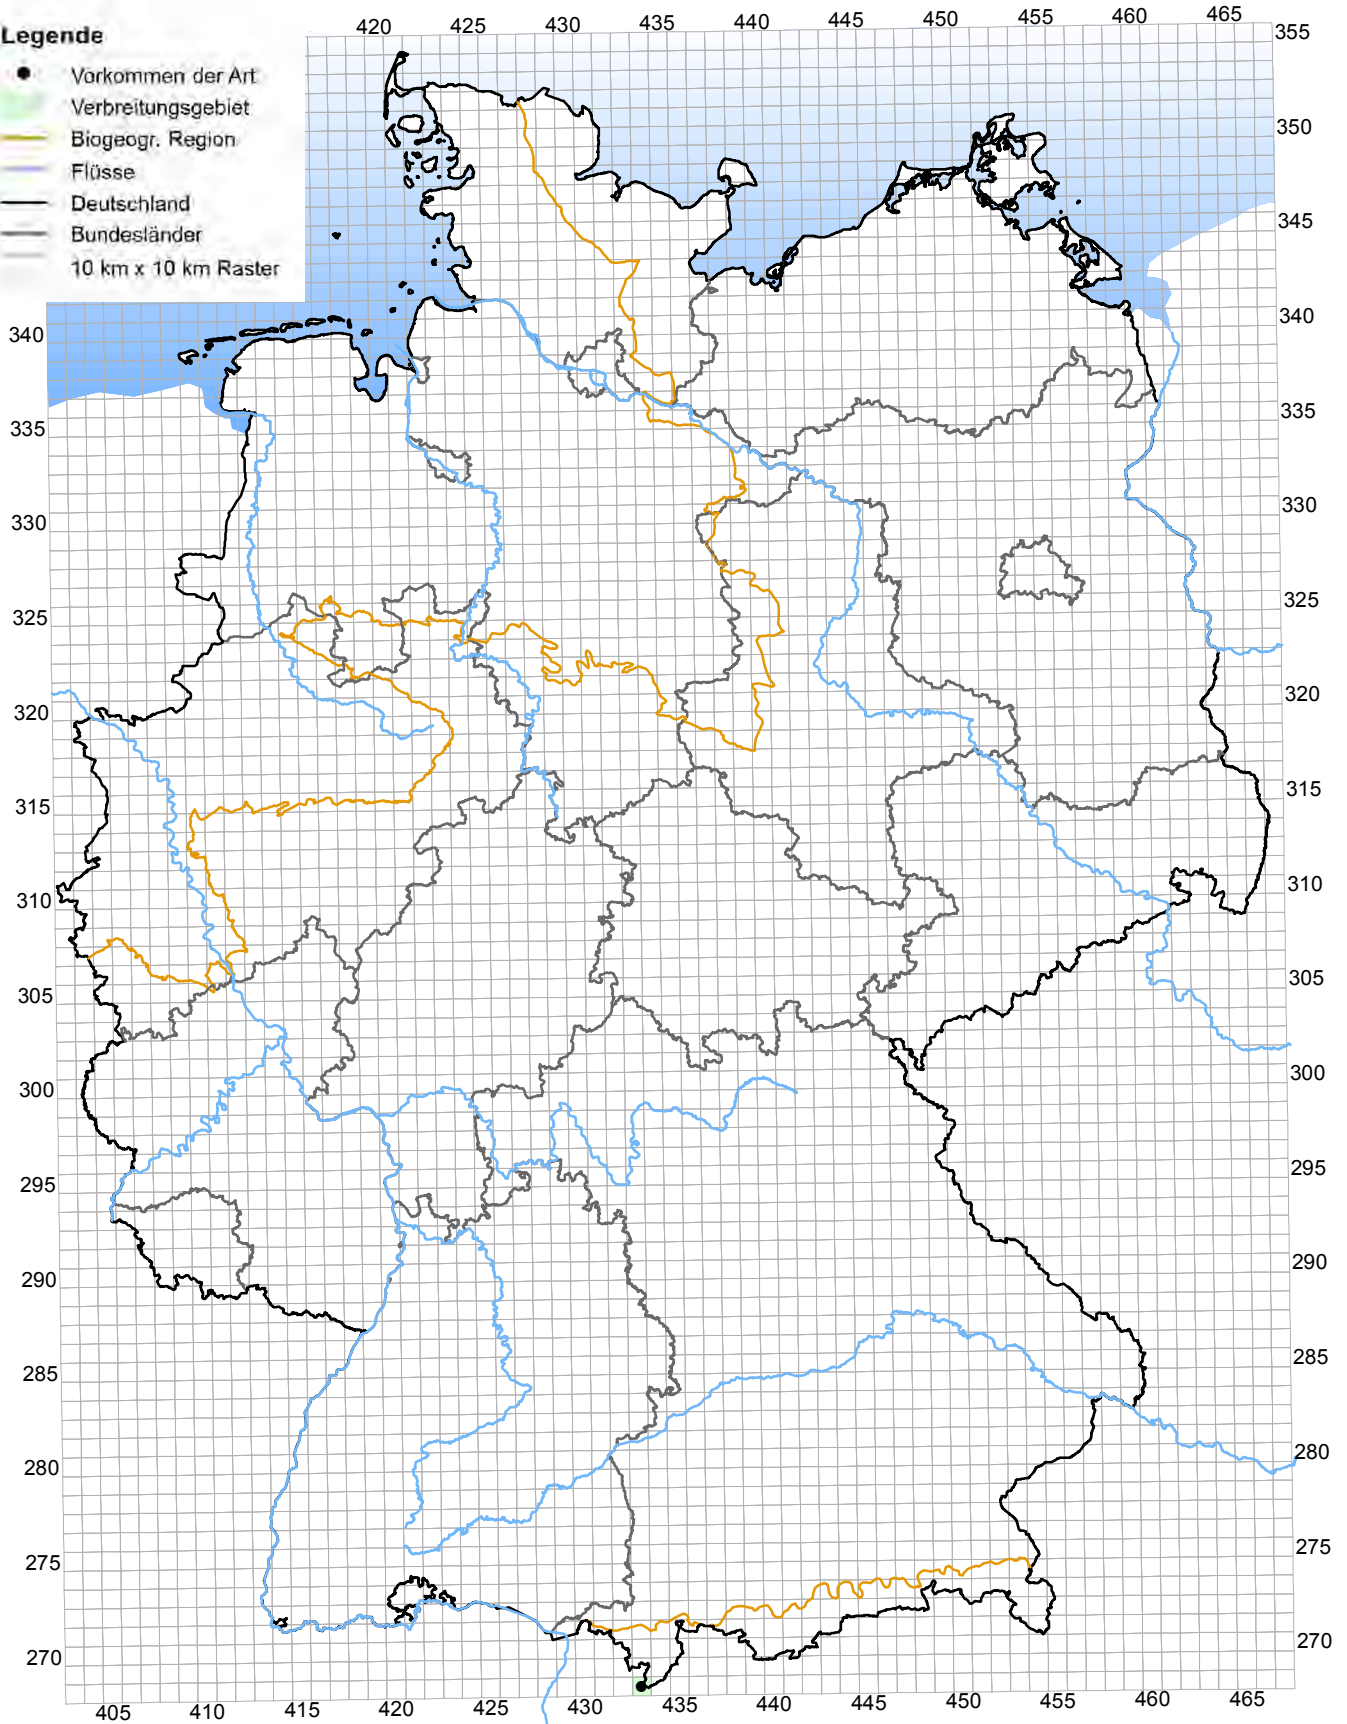 420 425 430 435 440 445 450 455 460 465
Legende
Vorkommen der Art
Verbreitungsgebiet
Biogeogr. Region
Flüsse
Deutschland
Bundesländer
10 km x 10 km Raster
355
350
345
340 340
335 335
330 330
325 325
320 320
315 315
310 310
305 305
300 300
295 295
290 290
285 285
280 280
275 275
270 270
405 410 415 420 425 430 435 440 445 450 455 460 465